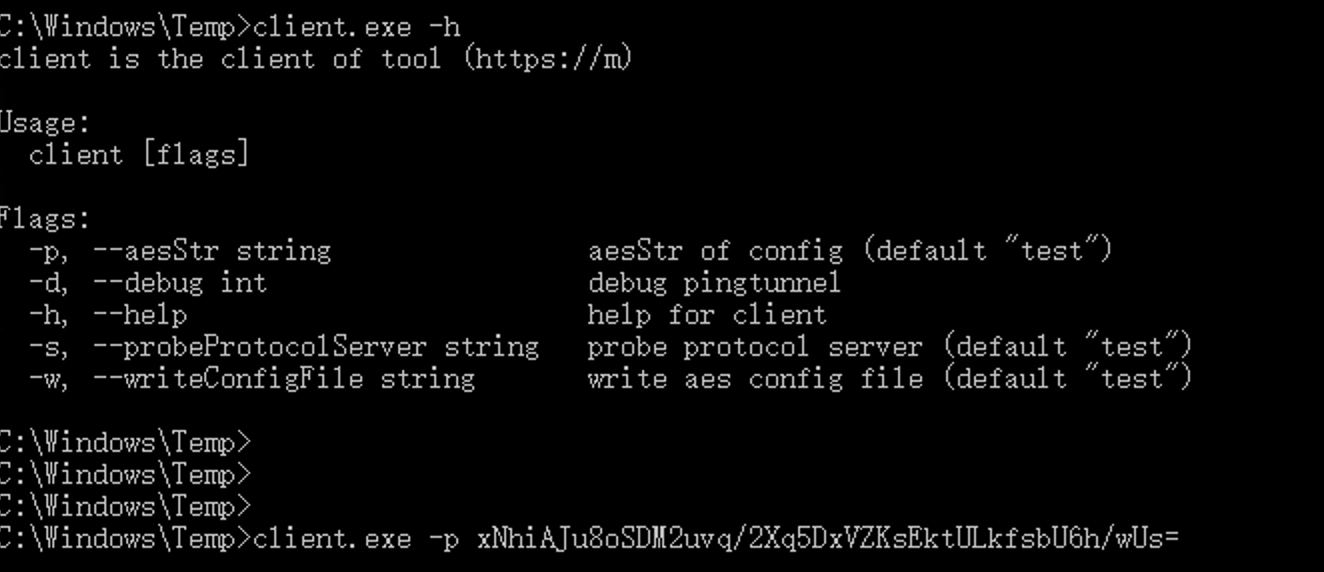 C:\Windows\Temp>client.exe -h
client is the client of tool (https://m)
Usage:
client [flags]
Flags:
-p, --aesStr string aesStr of config (default "test")
-d, --debug int debug pingtunnel
-h, --help help for client
-s, --probeProtocolServer string probe protocol server (default "test")
-w, --writeConfigFile string write aes config file (default "test")
C:\Windows\Temp>
C:\Windows\Temp>
C:\Windows\Temp>
C:\Windows\Temp>client.exe -p xNhiAJu8oSDM2uvq/2Xq5DxVZKsEktULkfsbU6h/wUs=